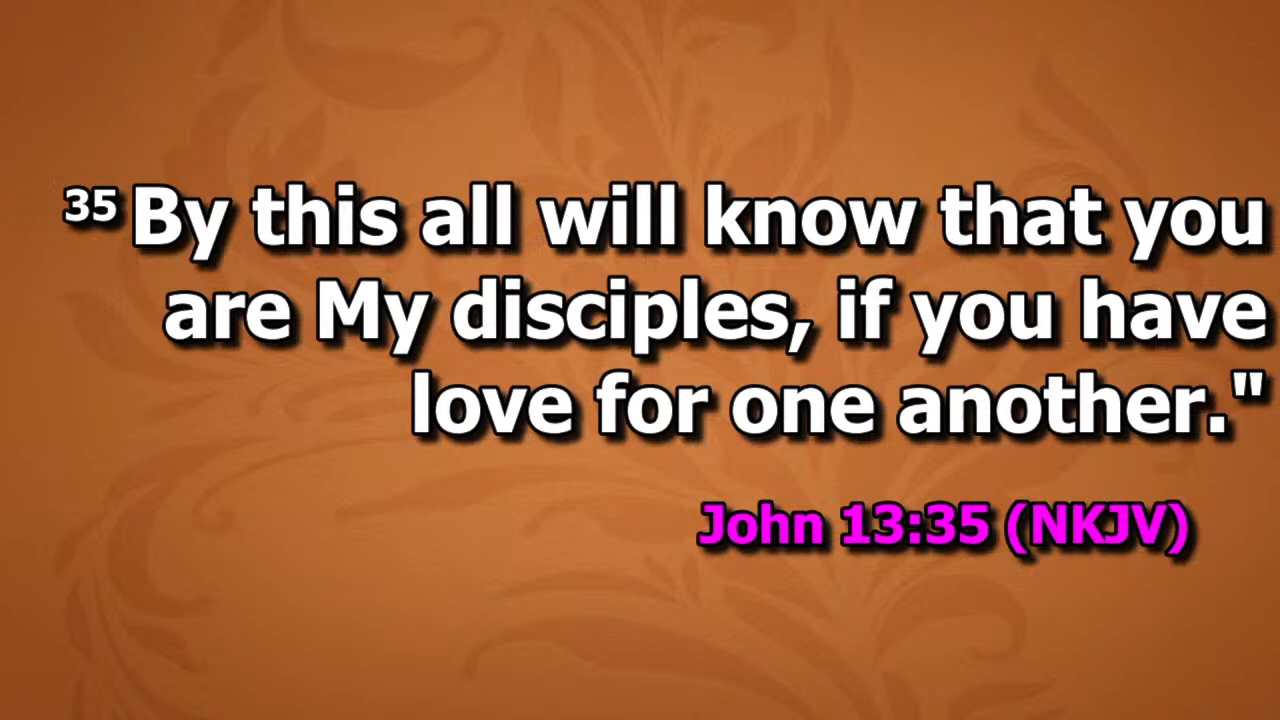 35 By this all will know that you
are My disciples, if you have
love for one another."
John 13:35 (NKJV)